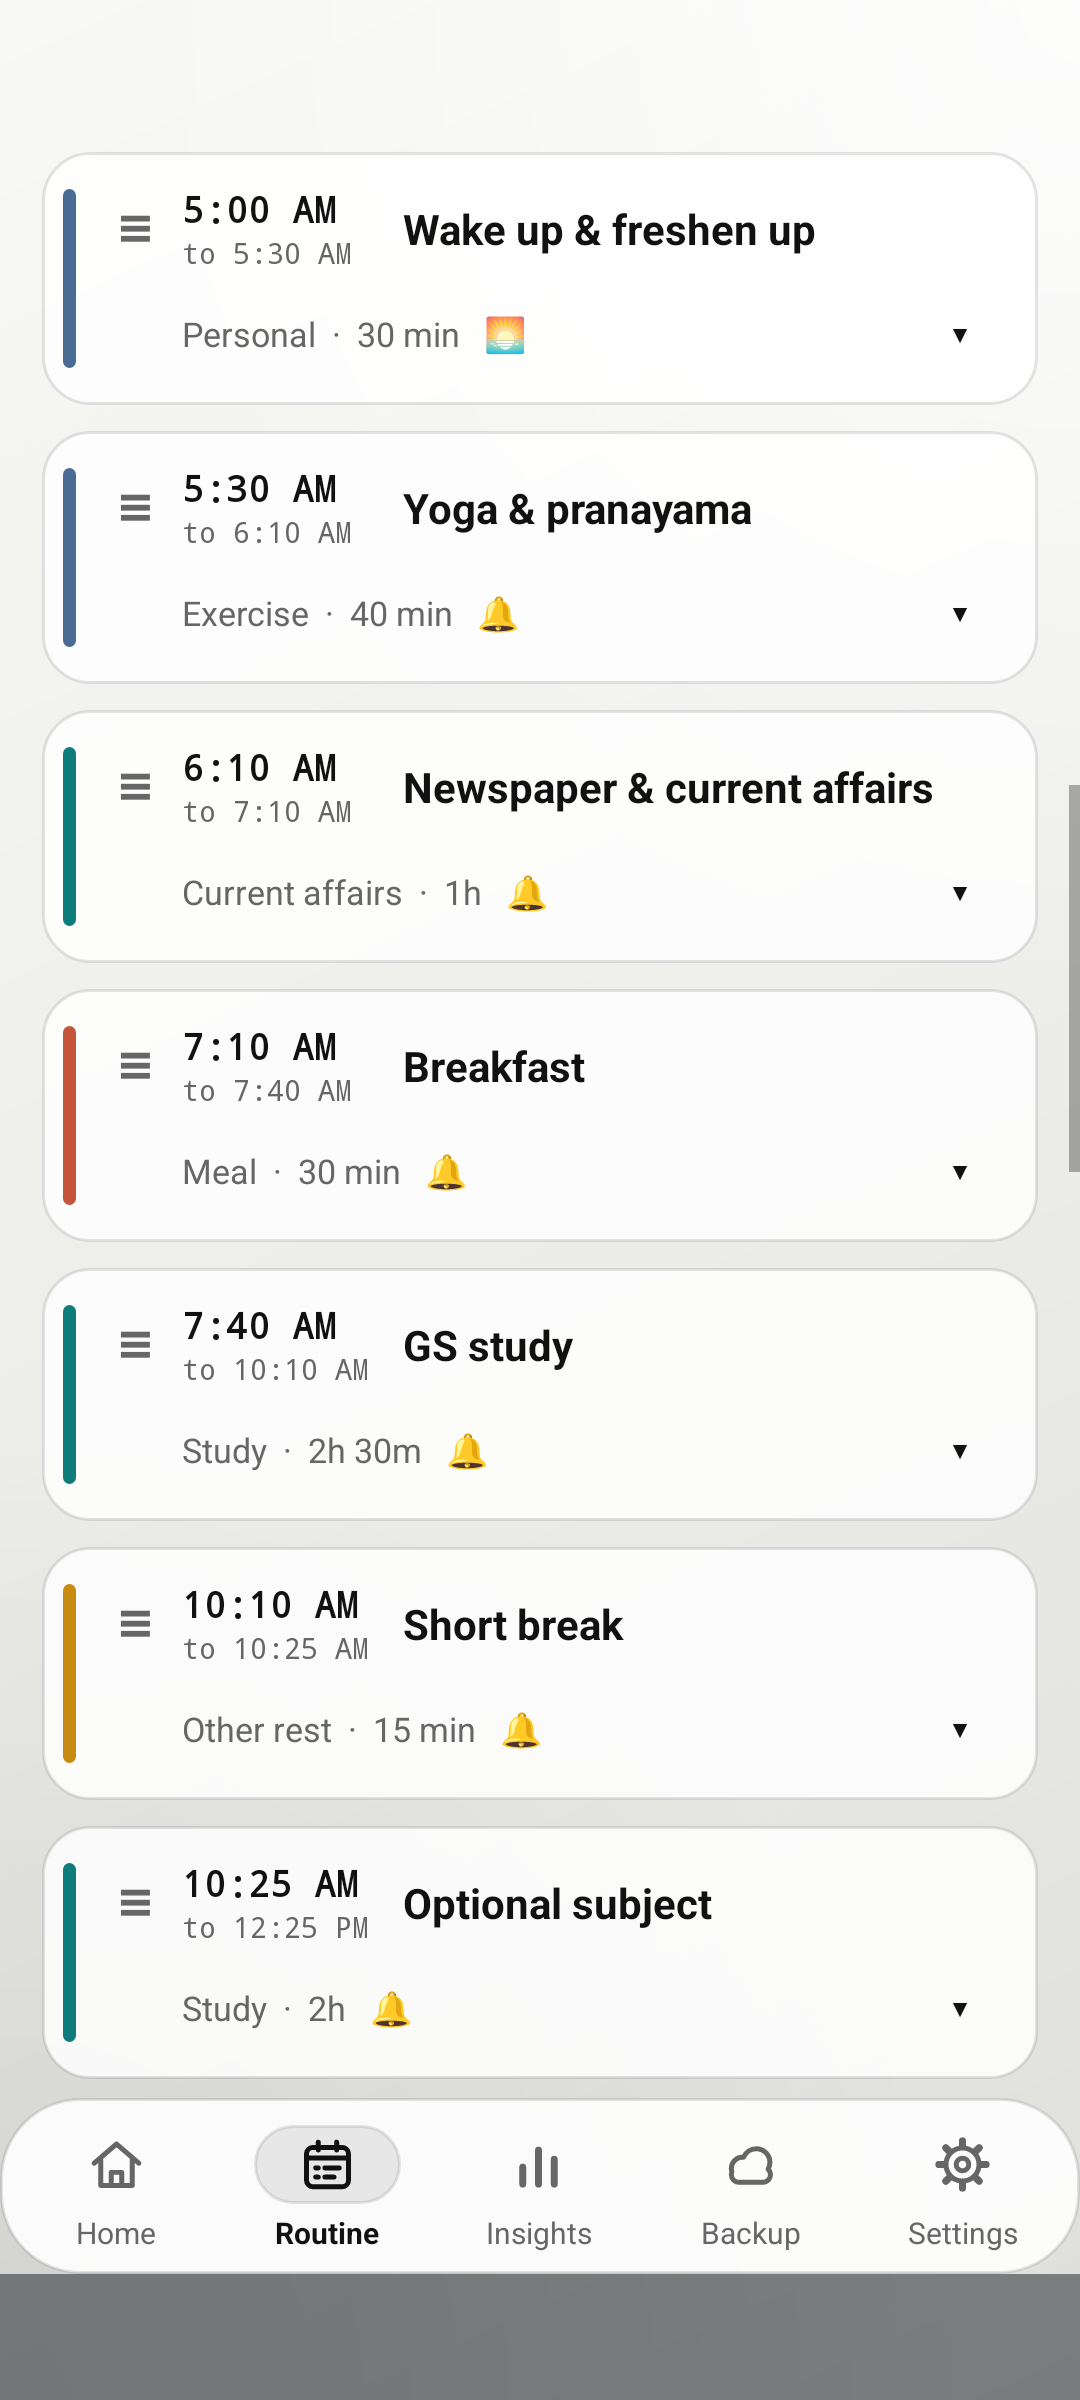 5:00 AM
to 5:30 AM
Wake up & freshen up
Personal · 30 min
5:30 AM
to 6:10 AM
Yoga & pranayama
Exercise · 40 min
6:10 AM
to 7:10 AM
Newspaper & current affairs
Current affairs · 1h
7:10 AM
to 7:40 AM
Breakfast
Meal · 30 min
7:40 AM
to 10:10 AM
GS study
Study · 2h 30m
10:10 AM
to 10:25 AM
Short break
Other rest · 15 min
10:25 AM
to 12:25 PM
Optional subject
Study · 2h
Home
Routine
Insights
Backup
Settings